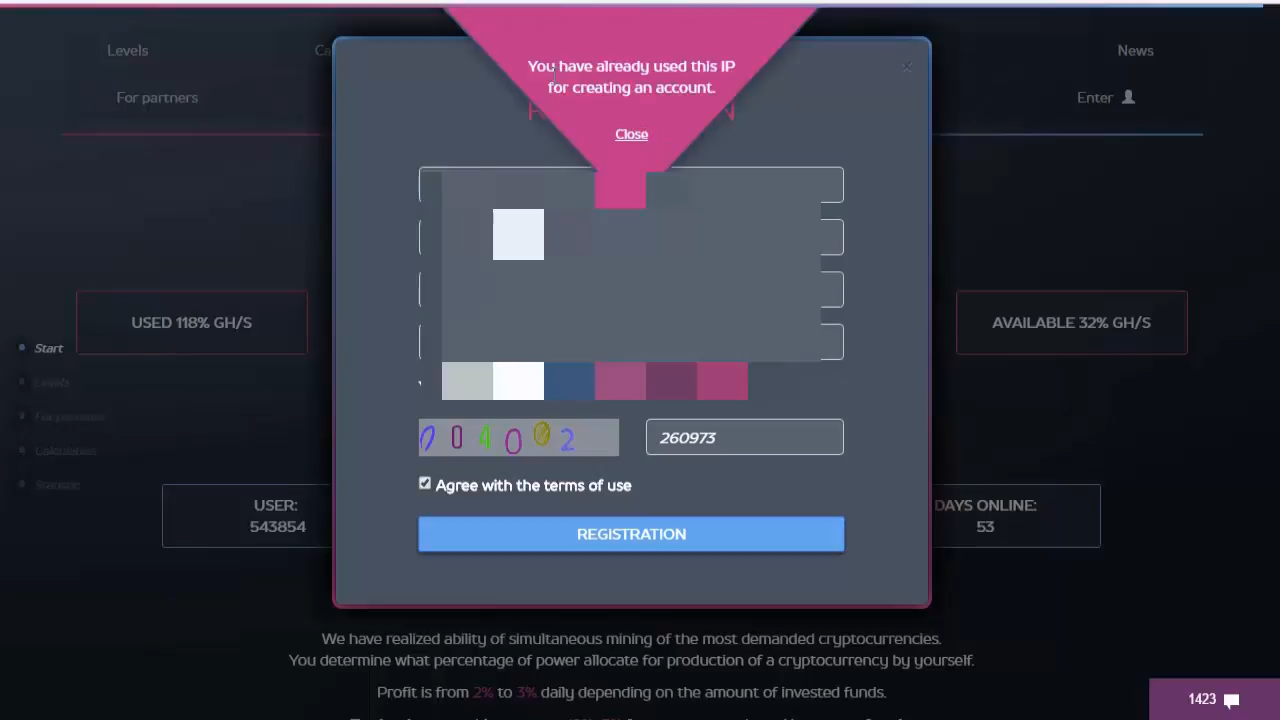 Levels
News
For partners
Enter
You have already used this IP
for creating an account.
Close
USED 118% GH/S
AVAILABLE 32% GH/S
Start
Levels
For partners
Calculation
260973
Agree with the terms of use
REGISTRATION
USER:
543854
DAYS ONLINE:
53
We have realized ability of simultaneous mining of the most demanded cryptocurrencies.
You determine what percentage of power allocate for production of a cryptocurrency by yourself.
Profit is from 2% to 3% daily depending on the amount of invested funds.
1423